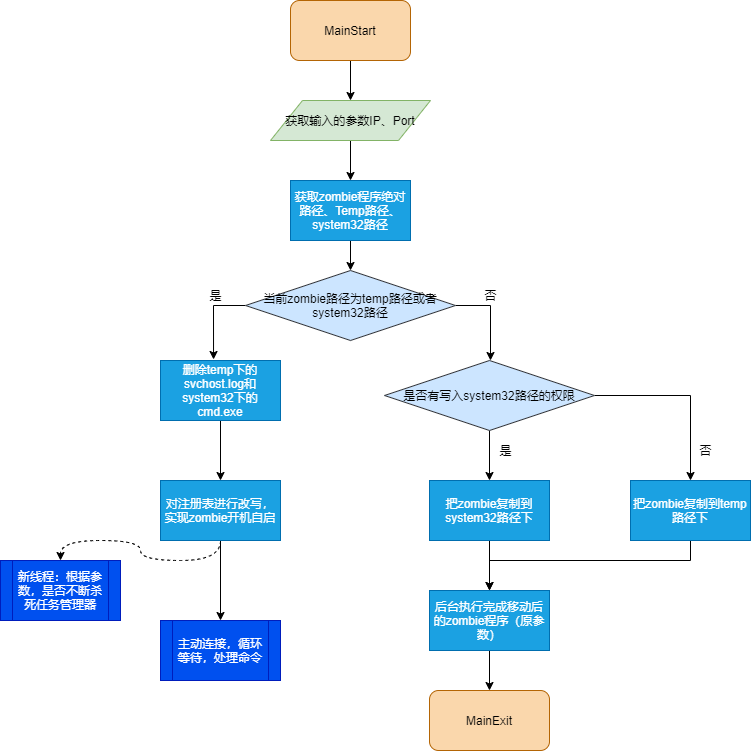 MainStart
获取输入的参数IP、Port
获取zombie程序绝对
路径、Temp路径、
system32路径
当前zombie路径为temp路径或者
system32路径
是
否
删除temp下的
svchost.log和
system32下的
cmd.exe
是否有写入system32路径的权限
是
否
对注册表进行改写，
实现zombie开机自启
把zombie复制到
system32路径下
把zombie复制到temp
路径下
新线程：根据参
数，是否不断杀
死任务管理器
后台执行完成移动后
的zombie程序（原参
数）
主动连接，循环
等待，处理命令
MainExit